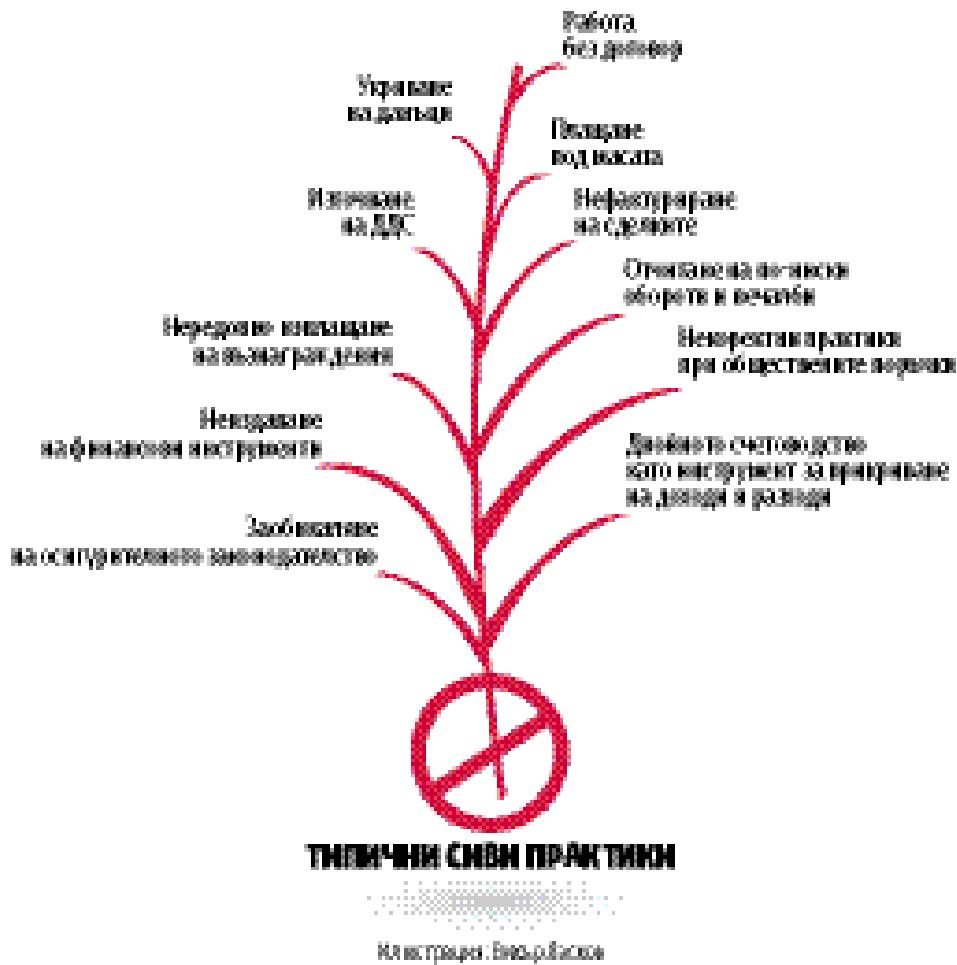 Работа
без договор
Укриване
на данъци
Плащане
под масата
Източване
на ДДС
Нефактуриране
на сделките
Отчитане на по-ниски
обороти и печалби
Нередовно изплащане
на възнаграждения
Некоректни практики
при обществените поръчки
Неиздаване
на финансови инструменти
Двойното счетоводство
като инструмент за прикриване
на доходи и разходи
Заобикаляне
на осигурителното законодателство
ТИПИЧНИ СИВИ ПРАКТИКИ
Илюстрация: